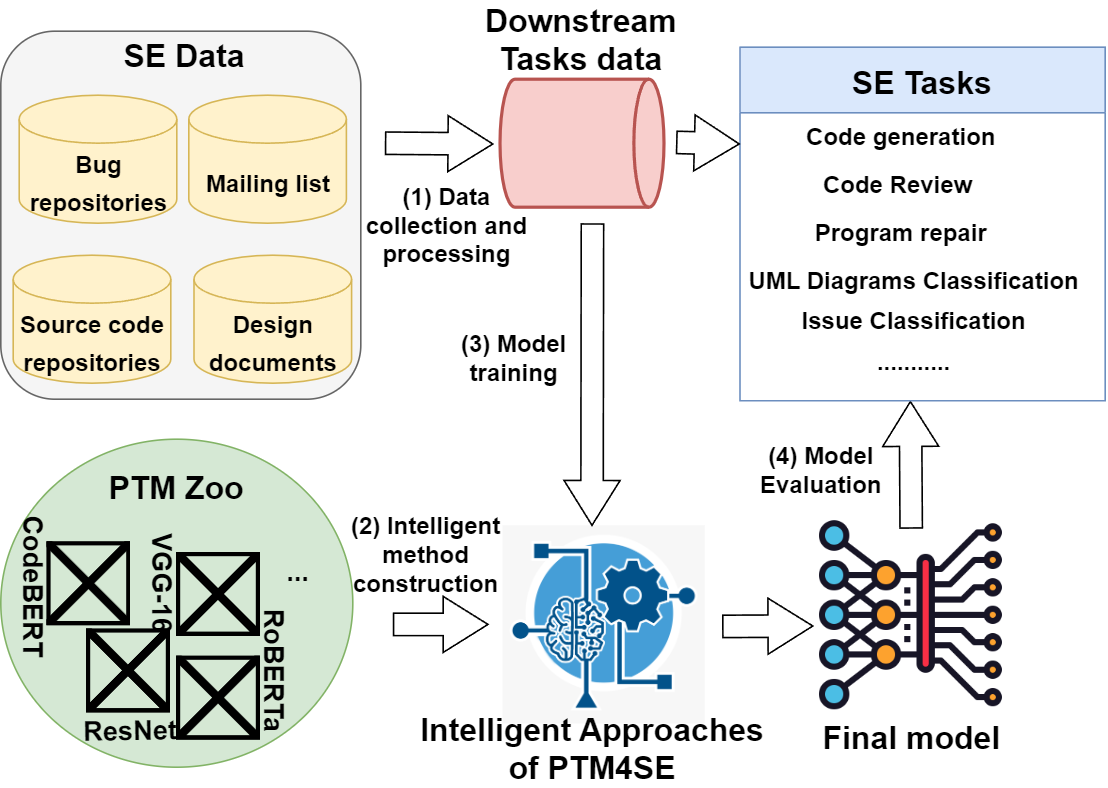 SE Data
Bug
repositories
Mailing list
Source code
repositories
Design
documents
(1) Data
collection and
processing
Downstream
Tasks data
SE Tasks
Code generation
Code Review
Program repair
UML Diagrams Classification
Issue Classification
...........
(3) Model
training
PTM Zoo
CodeBERT
VGG-16
...
RoBERTa
ResNet
(2) Intelligent
method
construction
Intelligent Approaches
of PTM4SE
(4) Model
Evaluation
Final model